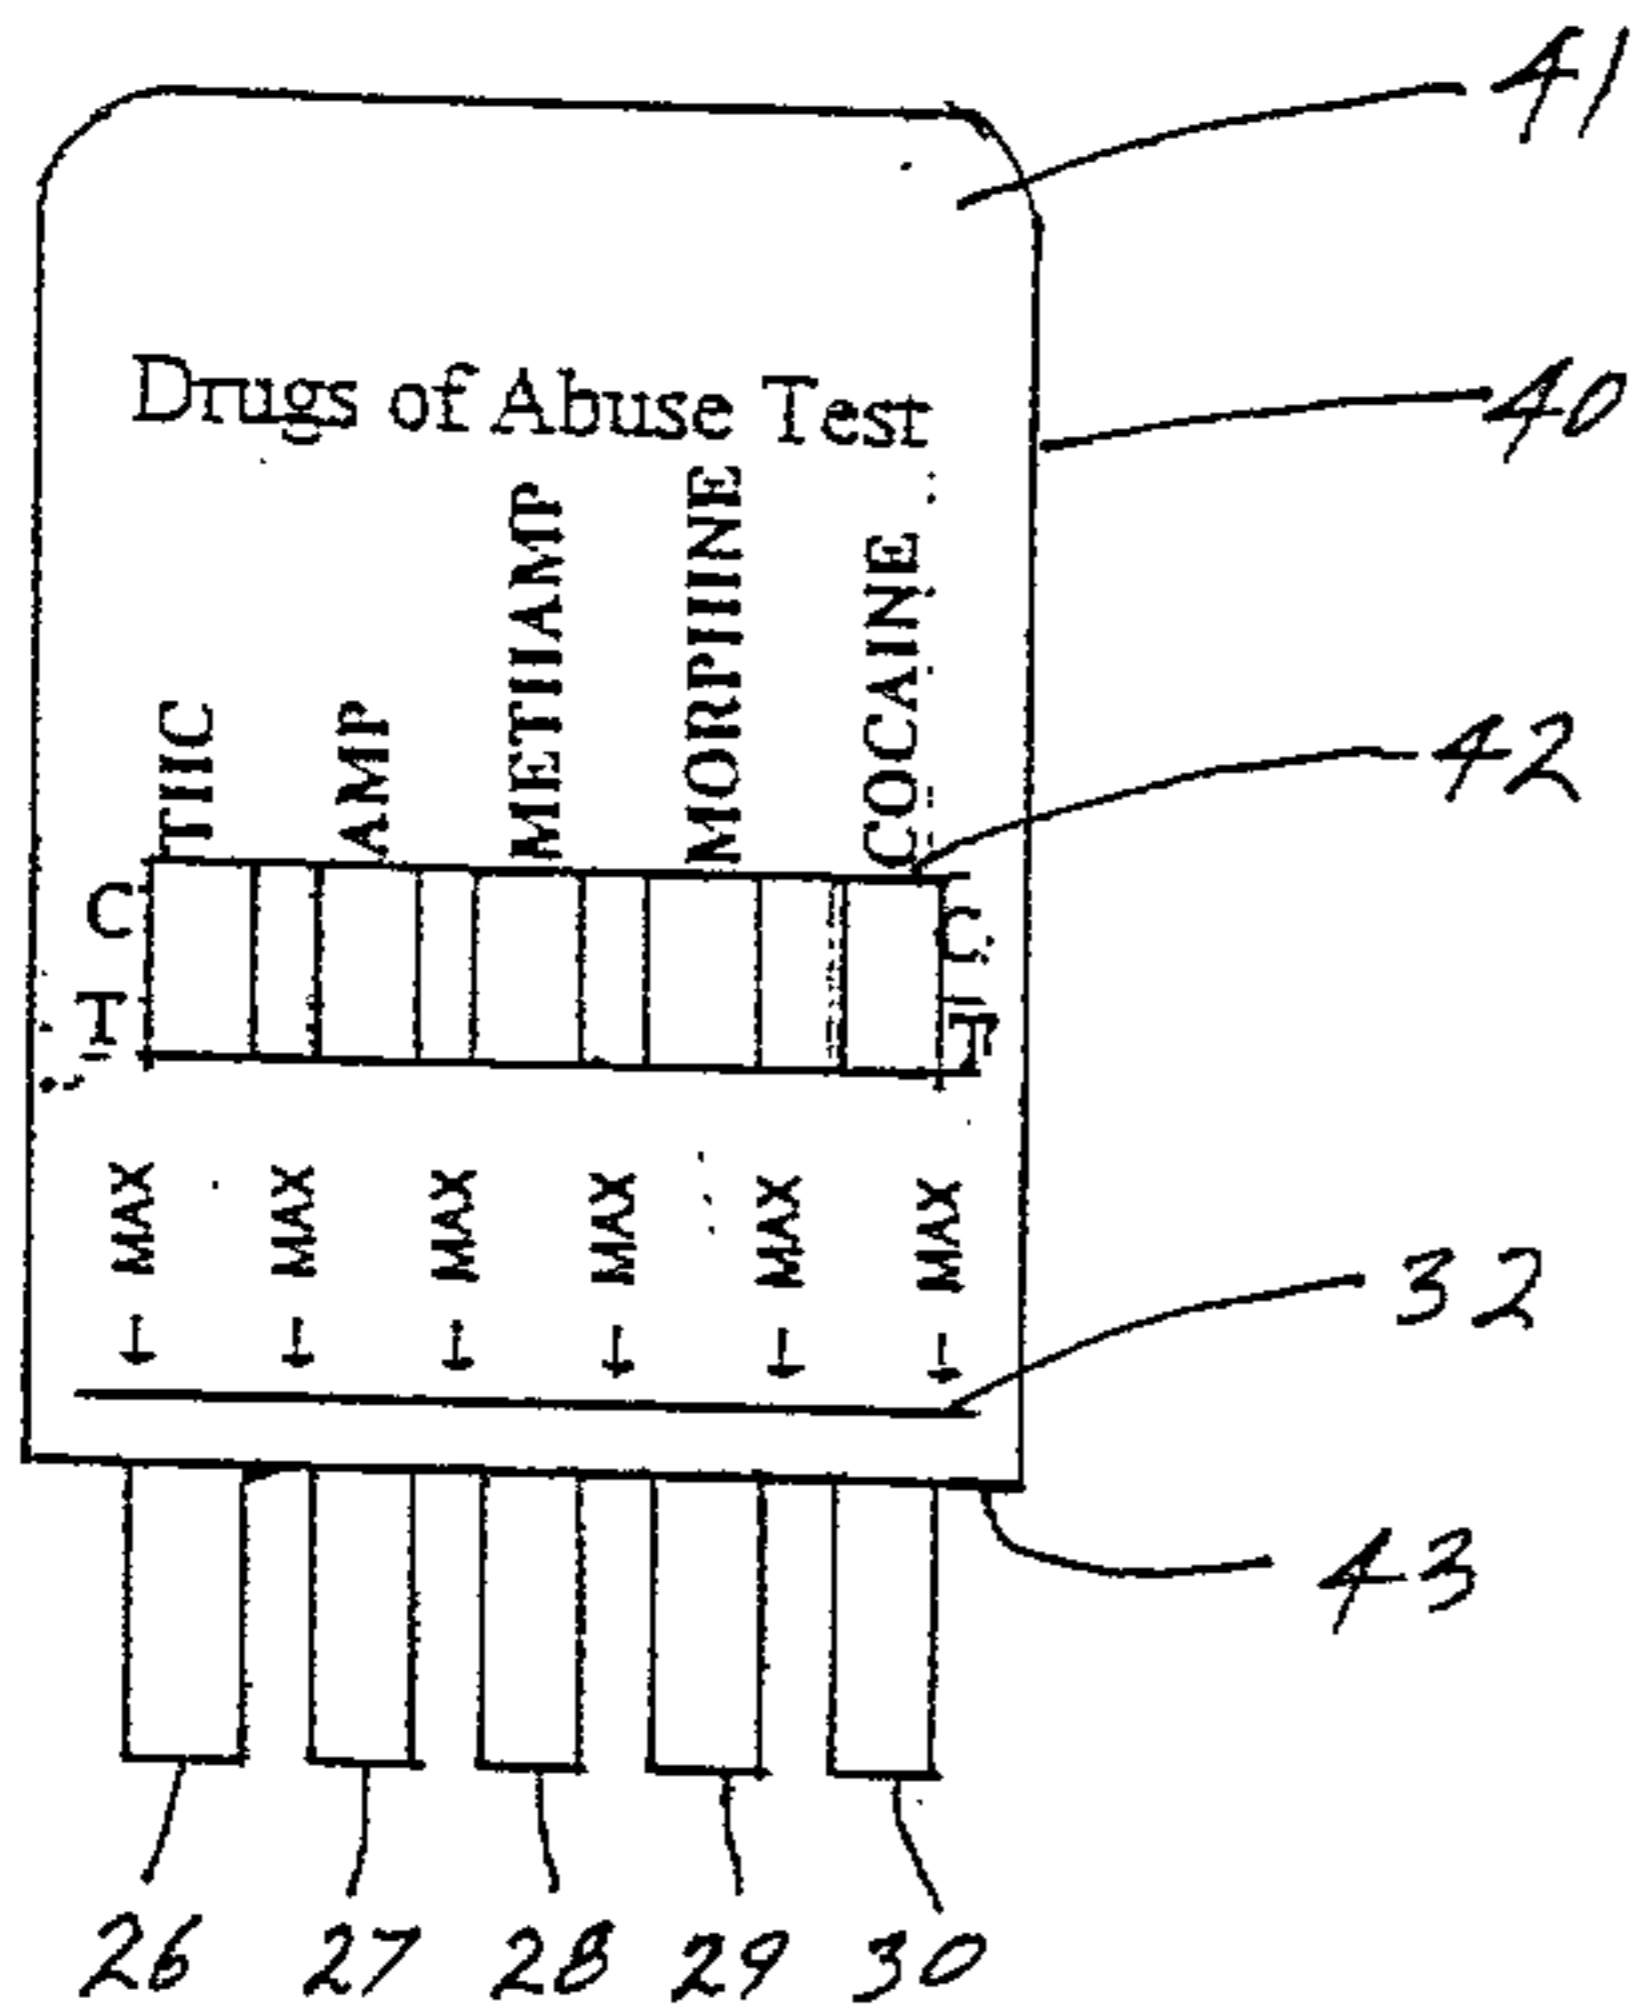 41
Drugs of Abuse Test
40
THC AMP METHAMP MORPHINE COCAINE
42
C C
T T
MAX MAX MAX MAX MAX MAX
32
43
26 27 28 29 30